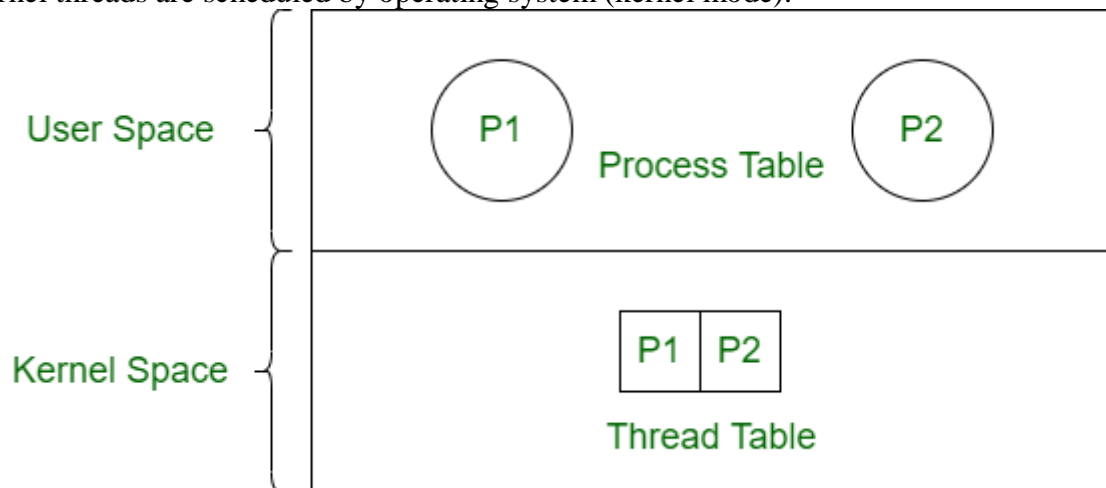 nel threads are scheduled by operating system (kernel mode).
User Space
P1
P2
Process Table
Kernel Space
P1 P2
Thread Table